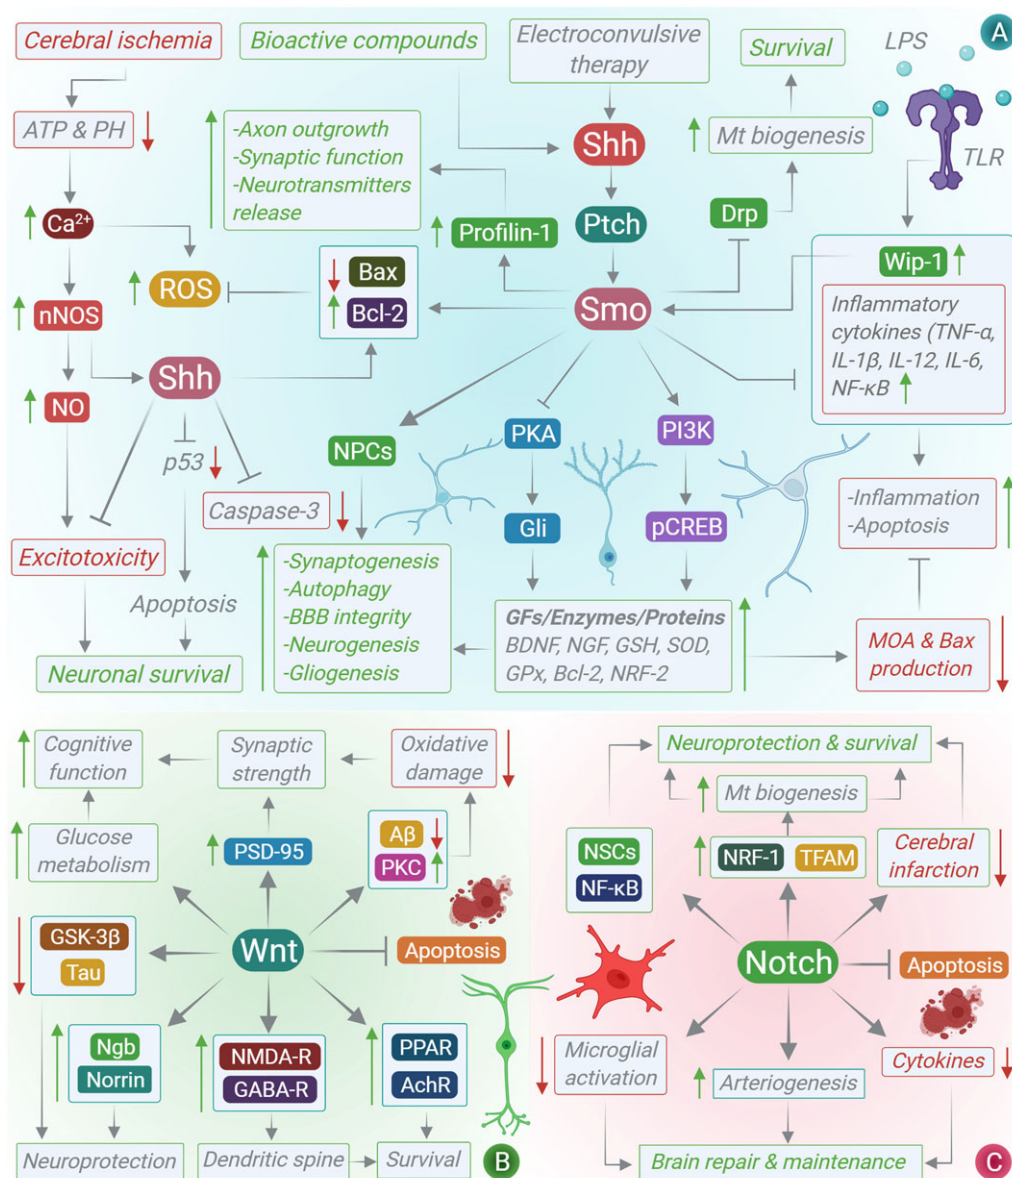 Cerebral ischemia
Bioactive compounds
Electroconvulsive
therapy
Survival
LPS
A
ATP & PH
-Axon outgrowth
-Synaptic function
-Neurotransmitters
release
Shh
Mt biogenesis
TLR
Ca2+
Profilin-1
Ptch
Drp
ROS
Bax
Bcl-2
Smo
Wip-1
Inflammatory
cytokines (TNF-α,
IL-1β, IL-12, IL-6,
NF-κB
nNOS
Shh
NO
p53
Caspase-3
NPCs
PKA
PI3K
Gli
pCREB
-Inflammation
-Apoptosis
Excitotoxicity
Apoptosis
Neuronal survival
-Synaptogenesis
-Autophagy
-BBB integrity
-Neurogenesis
-Gliogenesis
GFs/Enzymes/Proteins
BDNF, NGF, GSH, SOD,
GPx, Bcl-2, NRF-2
MOA & Bax
production
Cognitive
function
Synaptic
strength
Oxidative
damage
Glucose
metabolism
PSD-95
Aβ
PKC
GSK-3β
Tau
Wnt
Apoptosis
Ngb
Norrin
NMDA-R
GABA-R
PPAR
AchR
Neuroprotection
Dendritic spine
Survival
B
Neuroprotection & survival
Mt biogenesis
NSCs
NF-κB
NRF-1
TFAM
Cerebral
infarction
Notch
Apoptosis
Microglial
activation
Arteriogenesis
Cytokines
Brain repair & maintenance
C